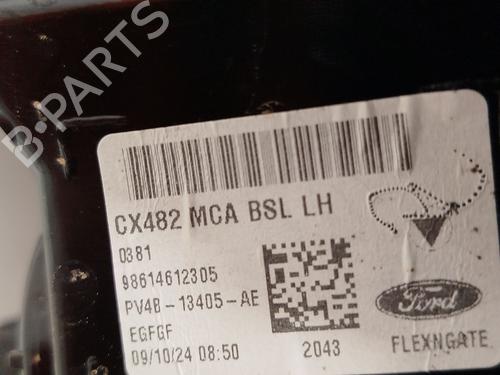 B-PARTS
CX482 MCA BSL LH
0381
98614612305
PV4B-13405-AE
EGFGF
09/10/24 08:50
2043
Ford
FLEXNGATE